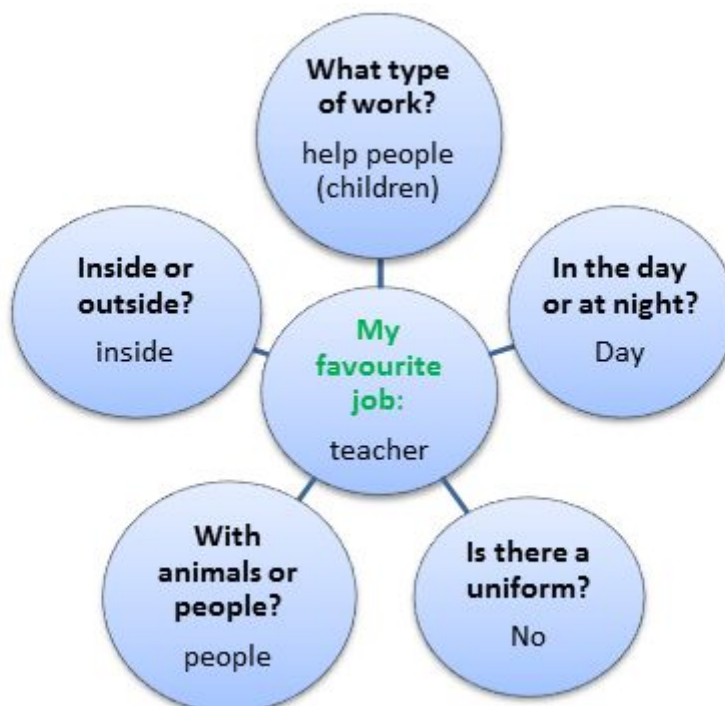 What type
of work?
help people
(children)
Inside or
outside?
inside
In the day
or at night?
Day
My
favourite
job:
teacher
With
animals or
people?
people
Is there a
uniform?
No